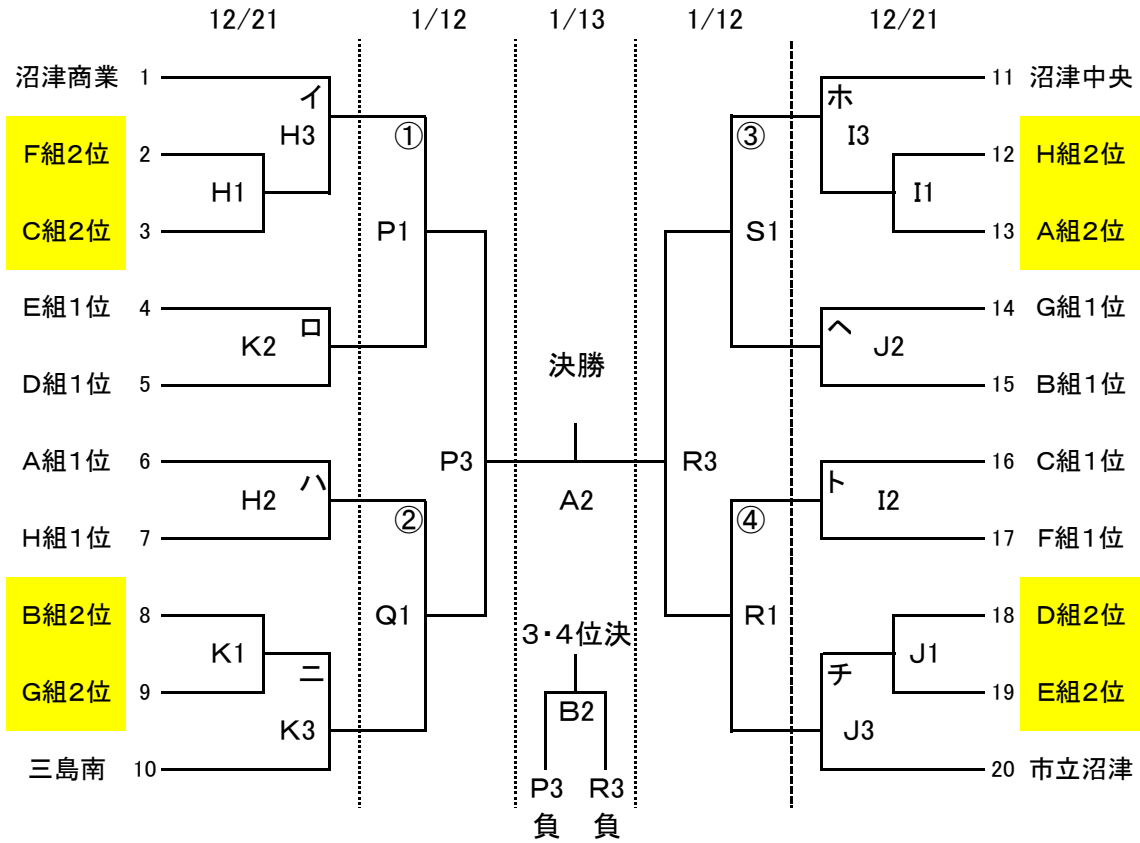 12/21 1/12 1/13 1/12 12/21
沼津商業 1 11 沼津中央
イ ホ
H3 ① ③ I3
F組2位 2 12 H組2位
H1 I1
C組2位 3 P1 S1 13 A組2位
E組1位 4 14 G組1位
ロ ヘ
K2 J2
決勝
D組1位 5 15 B組1位
A組1位 6 P3 R3 16 C組1位
ハ ト
H2 A2 I2
② ④
H組1位 7 17 F組1位
B組2位 8 Q1 R1 18 D組2位
3・4位決
K1 J1
ニ チ
G組2位 9 19 E組2位
B2
K3 J3
三島南 10 20 市立沼津
P3 R3
負 負